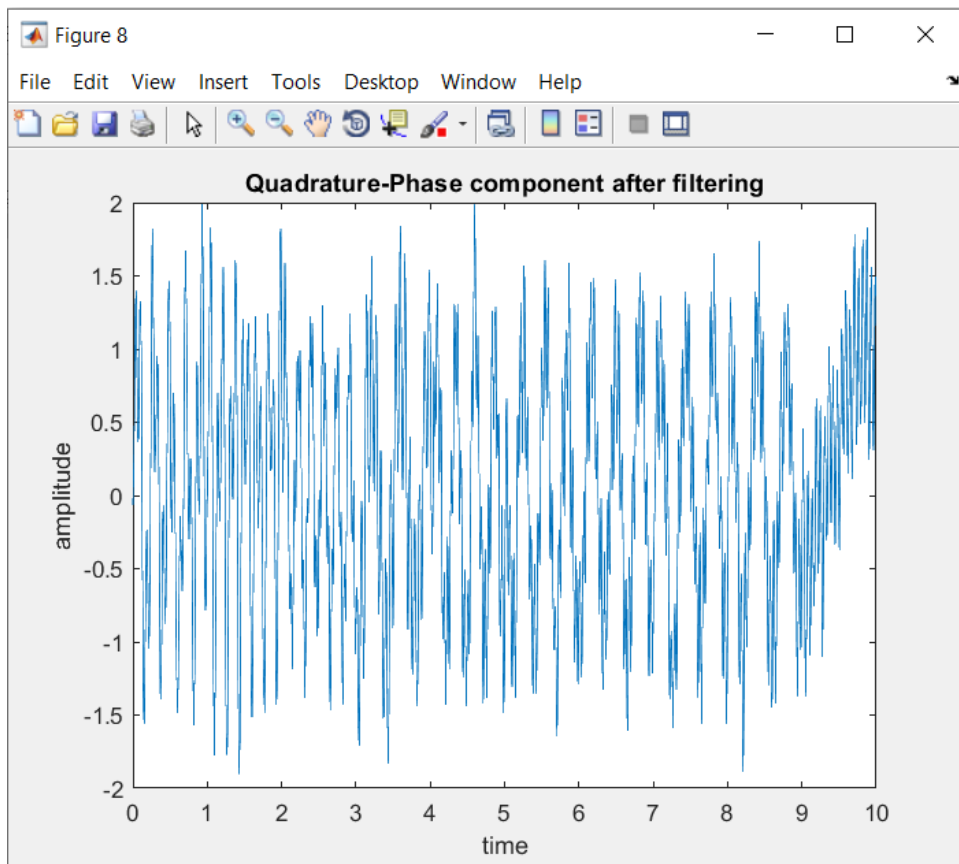 Figure 8
File Edit View Insert Tools Desktop Window Help
Quadrature-Phase component after filtering
2
1.5
1
0.5
0
-0.5
-1
-1.5
-2
amplitude
0 1 2 3 4 5 6 7 8 9 10
time